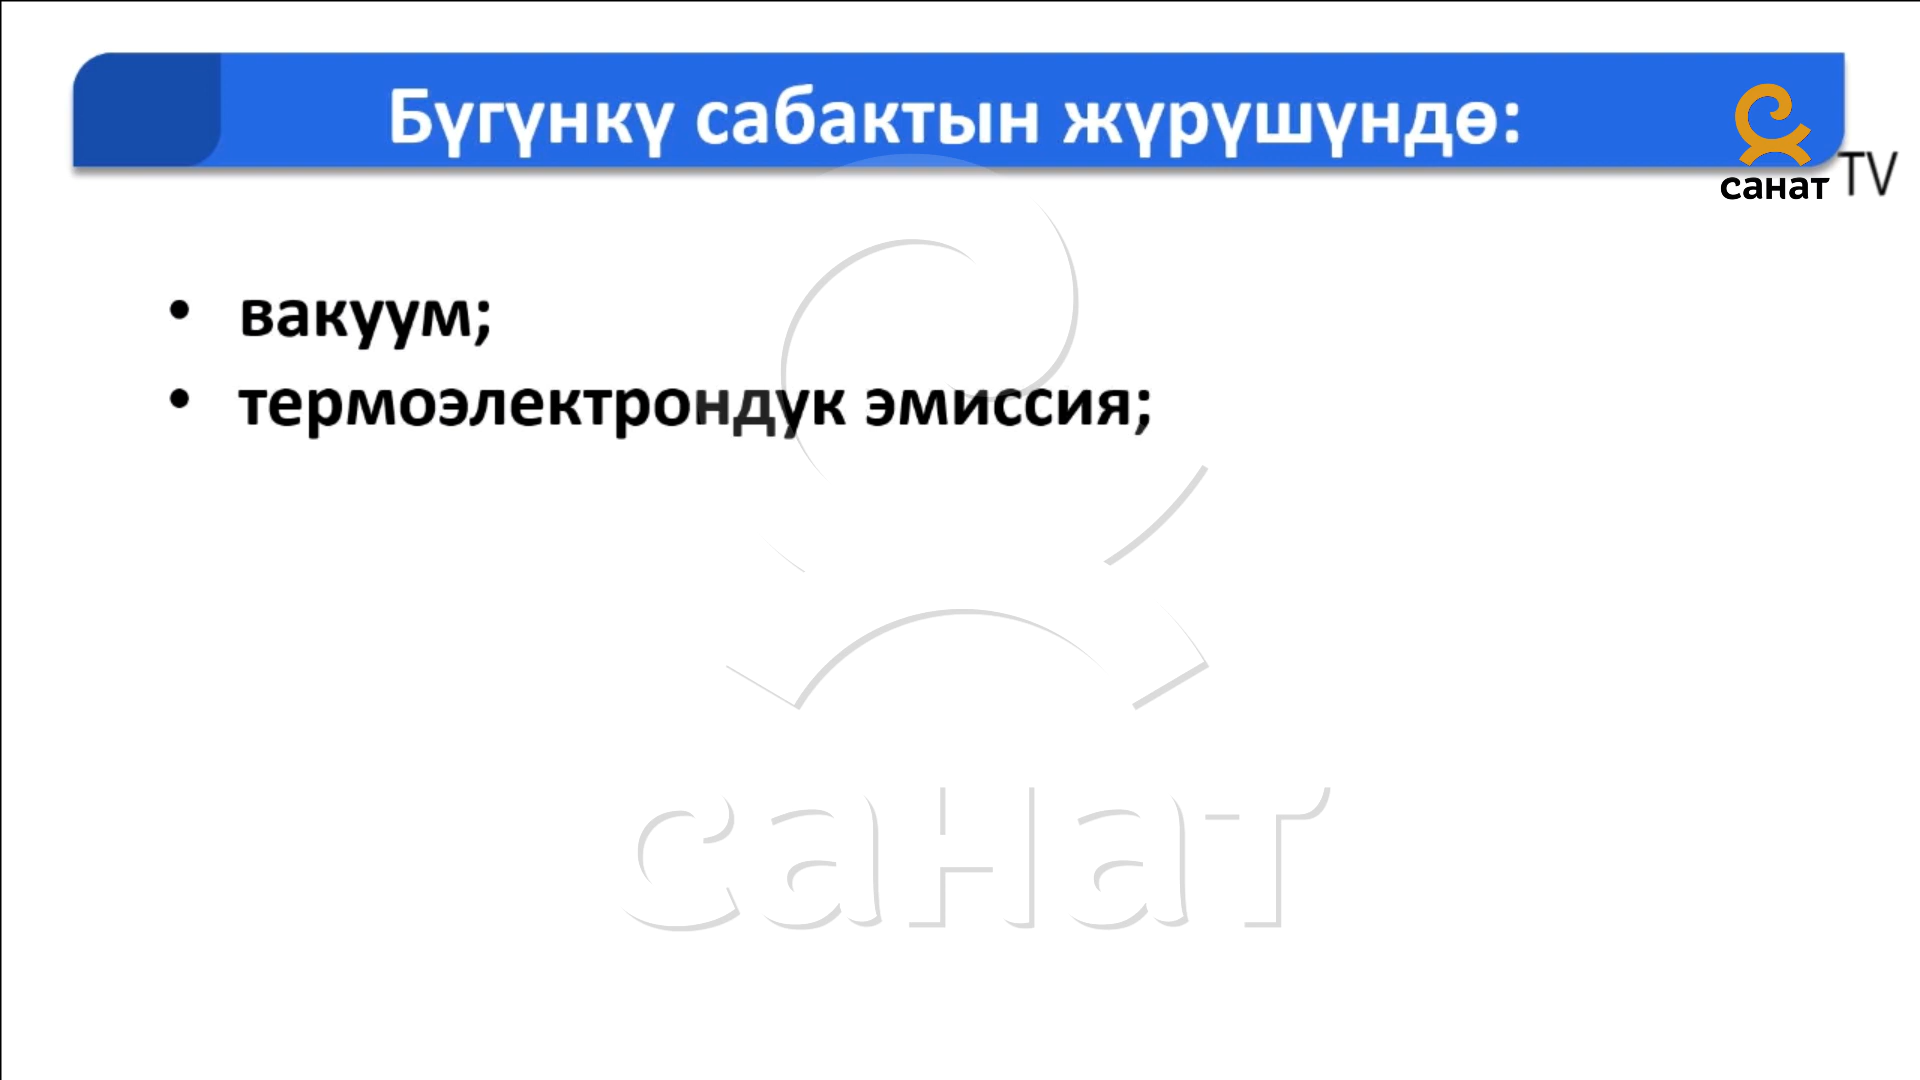 Бүгүнкү сабактын жүрүшүндө:
санат TV
• вакуум;
• термоэлектрондук эмиссия;
санат